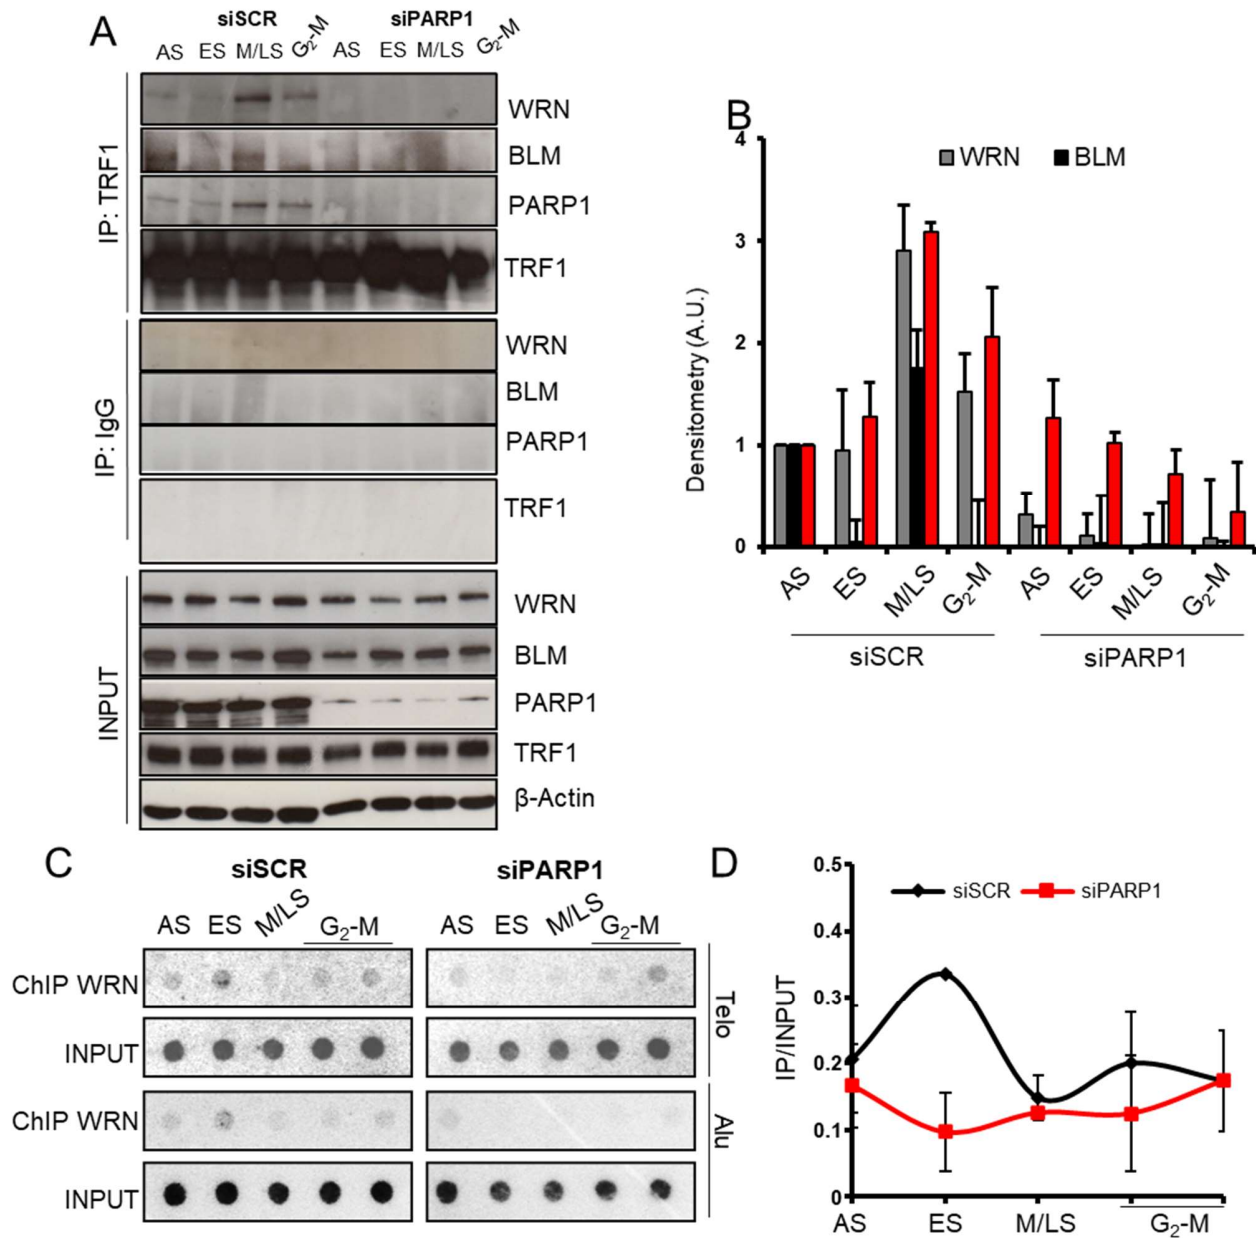 A
siSCR siPARP1
AS ES M/LS G₂-M AS ES M/LS G₂-M
IP: TRF1
WRN
BLM
PARP1
TRF1
IP: IgG
WRN
BLM
PARP1
TRF1
INPUT
WRN
BLM
PARP1
TRF1
β-Actin
B
WRN BLM
Densitometry (A.U.)
4
3
2
1
0
AS ES M/LS G₂-M AS ES M/LS G₂-M
siSCR siPARP1
C
siSCR siPARP1
AS ES M/LS G₂-M AS ES M/LS G₂-M
ChIP WRN
INPUT
Telo
ChIP WRN
INPUT
Alu
D
siSCR siPARP1
IP/INPUT
0.5
0.4
0.3
0.2
0.1
0
AS ES M/LS G₂-M